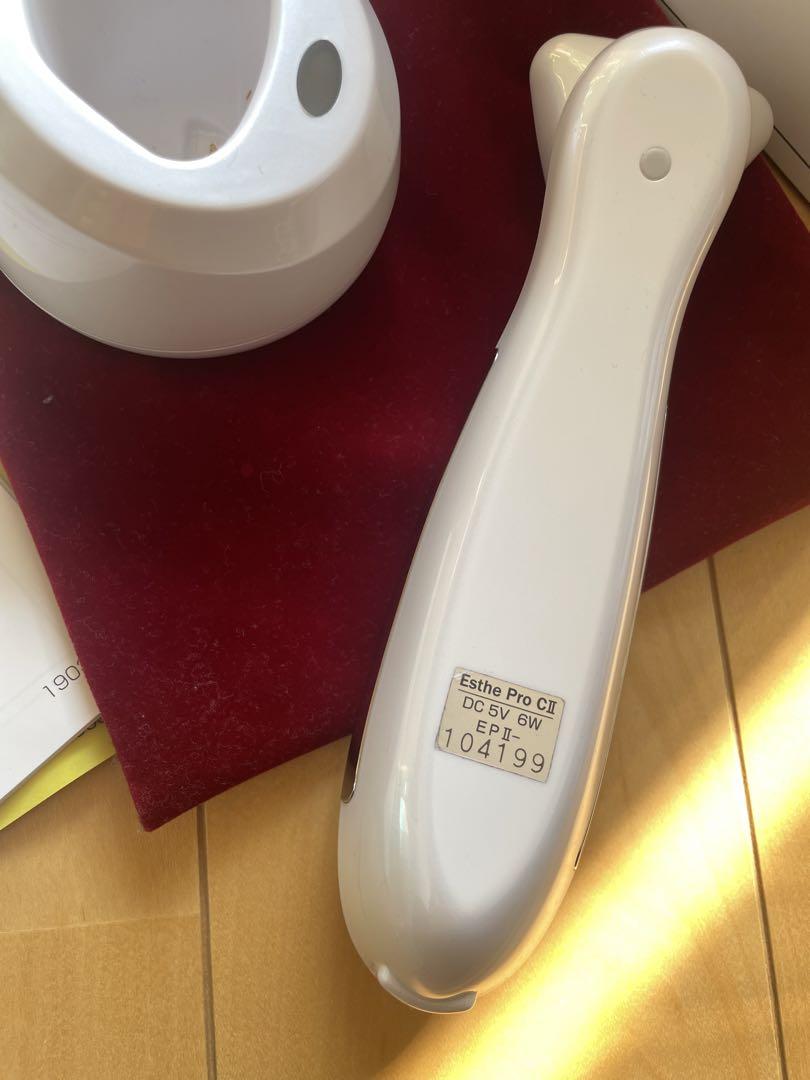 Esthe Pro CⅡ
DC 5V 6W
EPⅡ-
104199